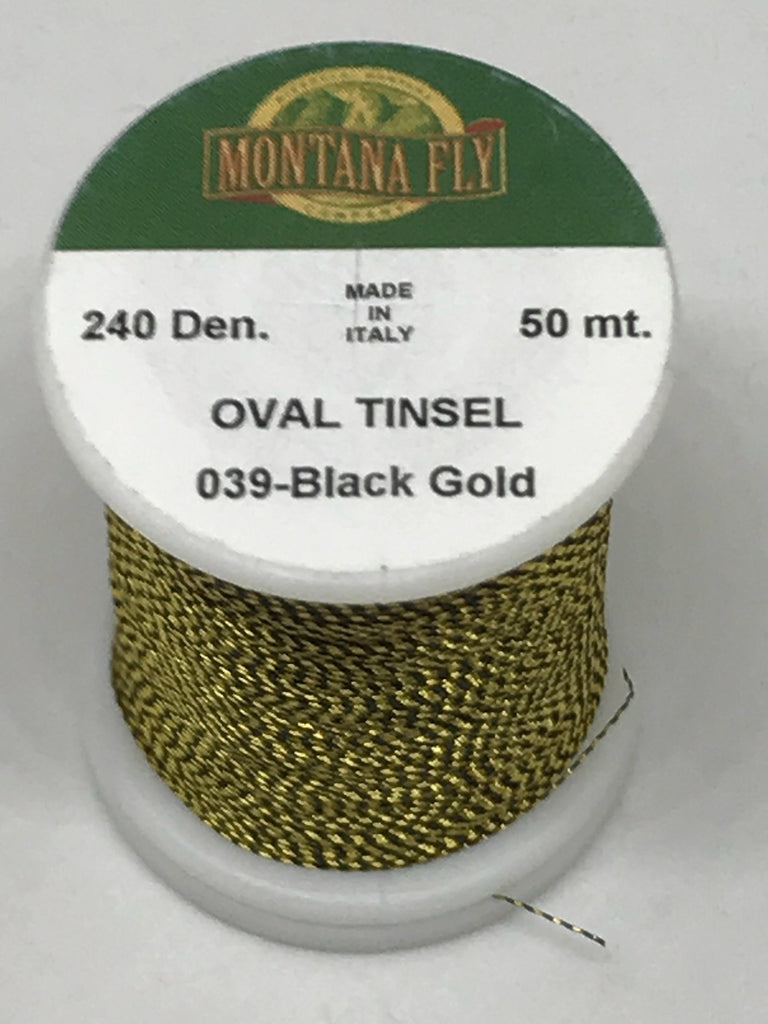 MONTANA FLY
MADE
IN
ITALY
240 Den.
50 mt.
OVAL TINSEL
039-Black Gold